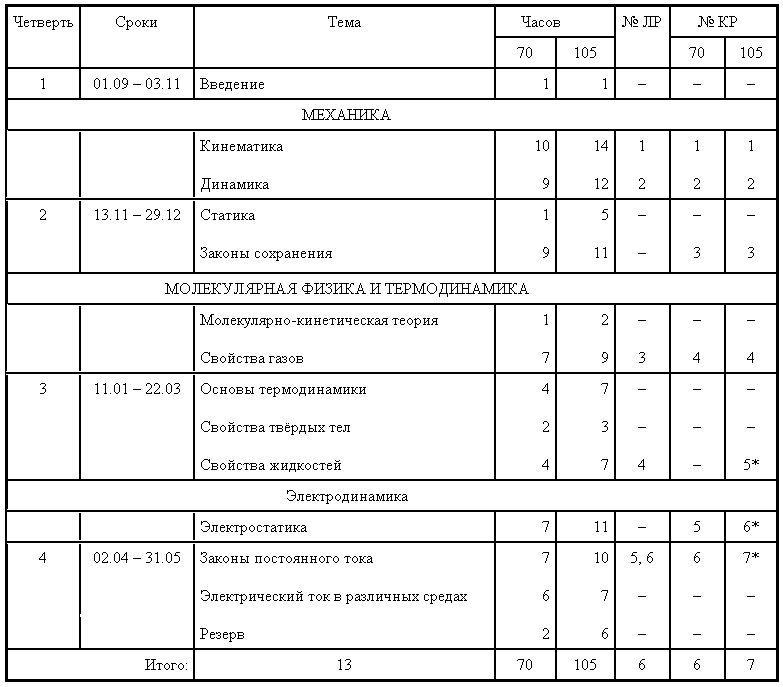 Четверть Сроки Тема Часов № ЛР № КР
70 105 70 105
1 01.09 – 03.11 Введение 1 1 – – –
МЕХАНИКА
Кинематика 10 14 1 1 1
Динамика 9 12 2 2 2
2 13.11 – 29.12 Статика 1 5 – – –
Законы сохранения 9 11 – 3 3
МОЛЕКУЛЯРНАЯ ФИЗИКА И ТЕРМОДИНАМИКА
Молекулярно-кинетическая теория 1 2 – – –
Свойства газов 7 9 3 4 4
3 11.01 – 22.03 Основы термодинамики 4 7 – – –
Свойства твёрдых тел 2 3 – – –
Свойства жидкостей 4 7 4 – 5*
Электродинамика
Электростатика 7 11 – 5 6*
4 02.04 – 31.05 Законы постоянного тока 7 10 5, 6 6 7*
Электрический ток в различных средах 6 7 – – –
Резерв 2 6 – – –
Итого: 13 70 105 6 6 7